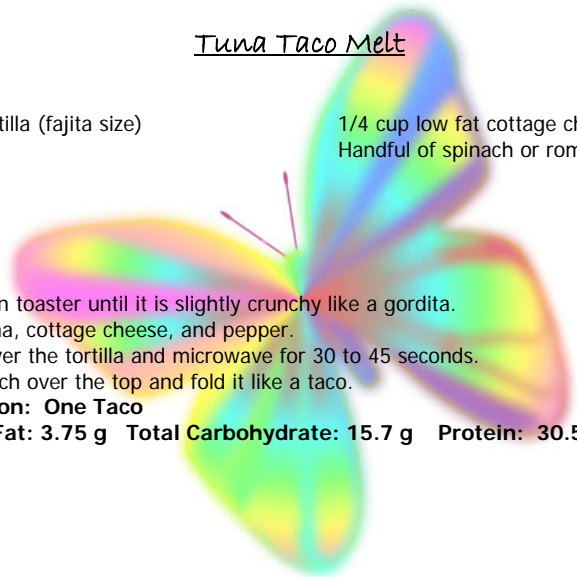 Tuna Taco Melt
tilla (fajita size) 1/4 cup low fat cottage ch
Handful of spinach or rom
n toaster until it is slightly crunchy like a gordita.
na, cottage cheese, and pepper.
ver the tortilla and microwave for 30 to 45 seconds.
ch over the top and fold it like a taco.
on: One Taco
Fat: 3.75 g Total Carbohydrate: 15.7 g Protein: 30.5